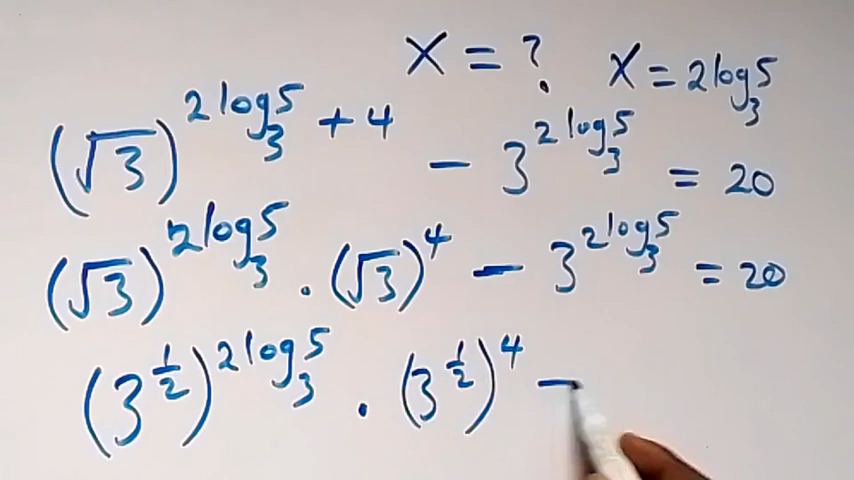 X = ?   X = 2log₃5
(√3)^(2log₃5 + 4) − 3^(2log₃5) = 20
(√3)^(2log₃5) . (√3)^4 − 3^(2log₃5) = 20
(3^(1/2))^(2log₃5) . (3^(1/2))^4 −